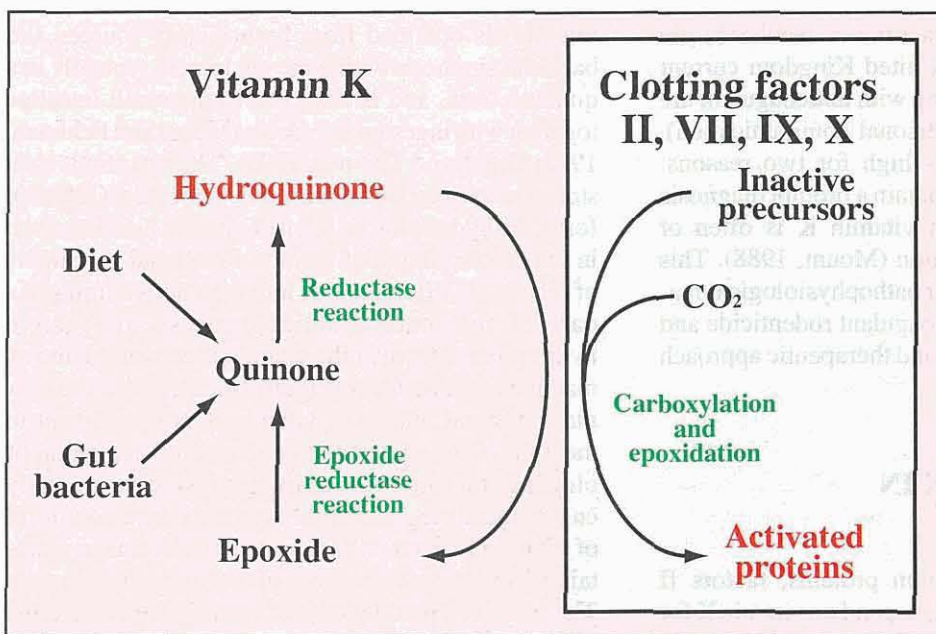 Vitamin K
Hydroquinone
Diet
Reductase
reaction
Quinone
Gut
bacteria
Epoxide
reductase
reaction
Epoxide
Clotting factors
II, VII, IX, X
Inactive
precursors
CO₂
Carboxylation
and
epoxidation
Activated
proteins